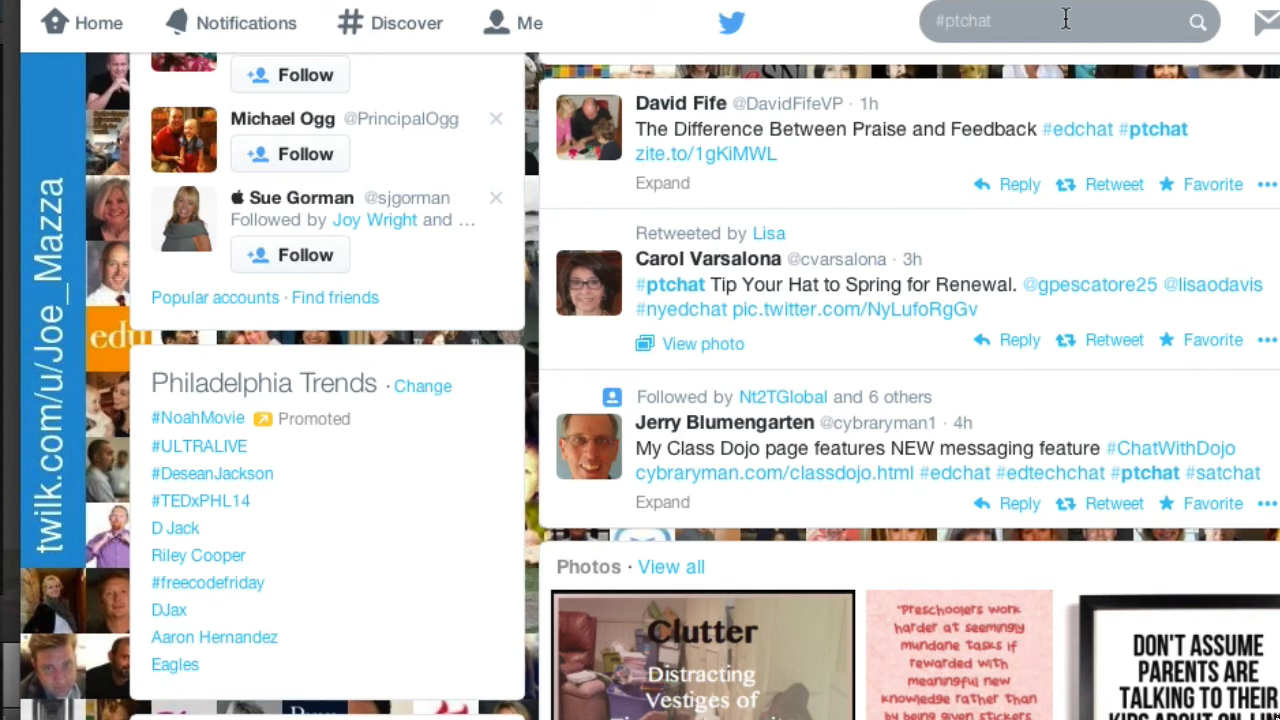 Home
Notifications
Discover
Me
#ptchat
twilk.com/u/Joe_Mazza
Follow
Michael Ogg @PrincipalOgg
Follow
Sue Gorman @sjgorman
Followed by Joy Wright and ...
Follow
Popular accounts · Find friends
edu
Philadelphia Trends · Change
#NoahMovie Promoted
#ULTRALIVE
#DeseanJackson
#TEDxPHL14
D Jack
Riley Cooper
#freecodefriday
DJax
Aaron Hernandez
Eagles
David Fife @DavidFifeVP · 1h
The Difference Between Praise and Feedback #edchat #ptchat
zite.to/1gKiMWL
Expand
Reply Retweet Favorite
Retweeted by Lisa
Carol Varsalona @cvarsalona · 3h
#ptchat Tip Your Hat to Spring for Renewal. @gpescatore25 @lisaodavis
#nyedchat pic.twitter.com/NyLufoRgGv
View photo
Reply Retweet Favorite
Followed by Nt2TGlobal and 6 others
Jerry Blumengarten @cybraryman1 · 4h
My Class Dojo page features NEW messaging feature #ChatWithDojo
cybraryman.com/classdojo.html #edchat #edtechchat #ptchat #satchat
Expand
Reply Retweet Favorite
Photos · View all
Clutter
Distracting
Vestiges of
"Preschoolers work
harder at seemingly
mundane tasks if
rewarded with
meaningful new
knowledge rather than
by being given stickers
DON'T ASSUME
PARENTS ARE
TALKING TO THEIR
KIDS ABOUT ONLINE